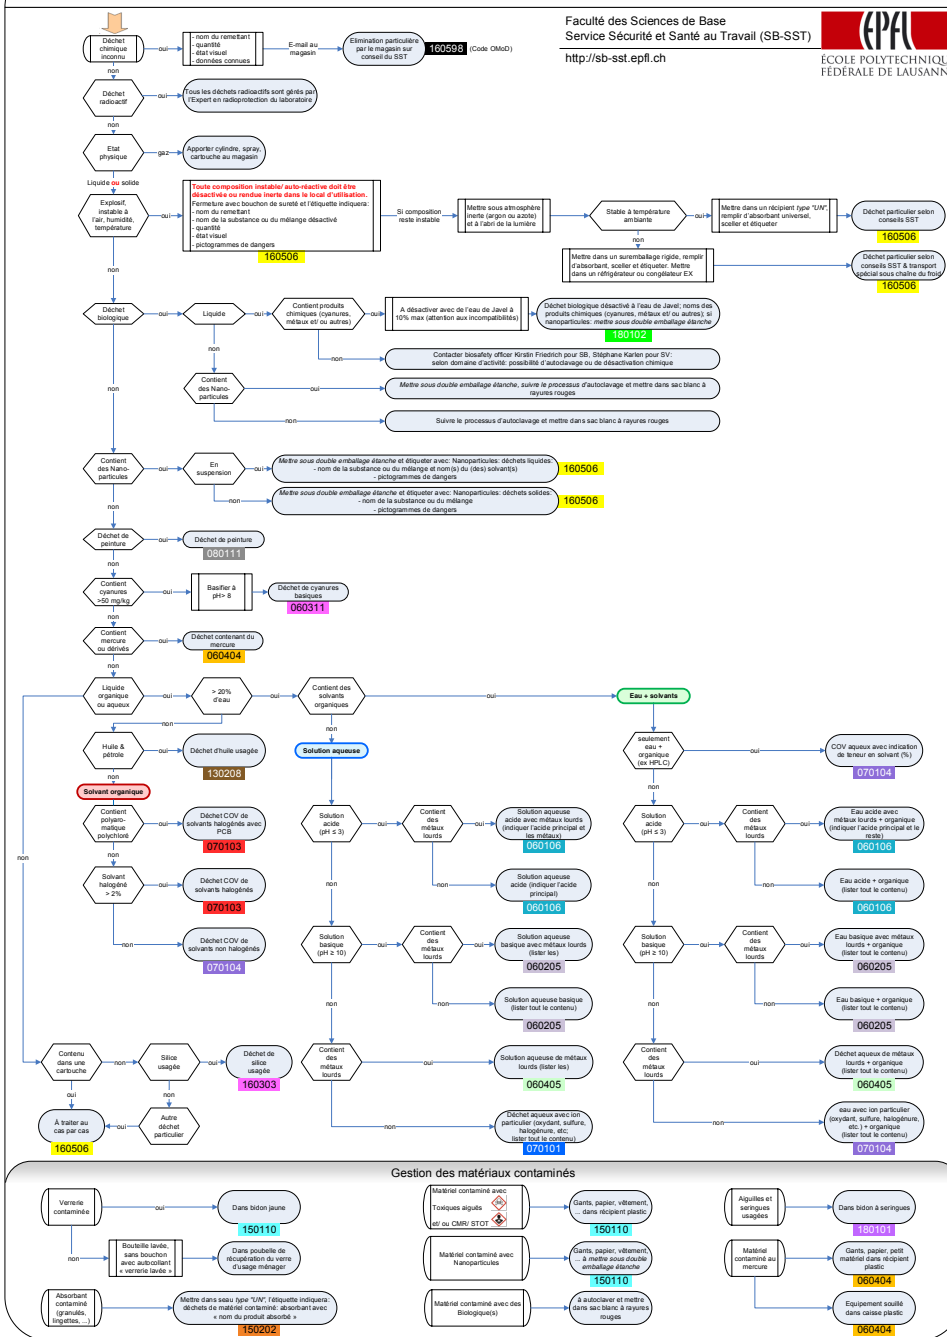 Faculté des Sciences de Base
Service Sécurité et Santé au Travail (SB-SST)
http://sb-sst.epfl.ch
EPFL
ÉCOLE POLYTECHNIQUE
FÉDÉRALE DE LAUSANNE
Déchet
chimique
inconnu
oui
- nom du remettant
- quantité
- état visuel
- données connues
E-mail au
magasin
Elimination particulière
par le magasin sur
conseil du SST
160598 (Code OMoD)
non
Déchet
radioactif
oui
Tous les déchets radioactifs sont gérés par
l'Expert en radioprotection du laboratoire
non
Etat
physique
gaz
Apporter cylindre, spray,
cartouche au magasin
Liquide ou solide
Explosif,
instable à
l'air, humidité,
température
oui
Toute composition instable/ auto-réactive doit être
désactivée ou rendue inerte dans le local d'utilisation.
Fermeture avec bouchon de sureté et l'étiquette indiquera:
- nom du remettant
- nom de la substance ou du mélange désactivé
- quantité
- état visuel
- pictogrammes de dangers
160506
Si composition
reste instable
Mettre sous atmosphère
inerte (argon ou azote)
et à l'abri de la lumière
Stable à température
ambiante
oui
Mettre dans un récipient type "UN",
remplir d'absorbant universel,
sceller et étiqueter
Déchet particulier selon
conseils SST
160506
non
Mettre dans un suremballage rigide, remplir
d'absorbant, sceller et étiqueter. Mettre
dans un réfrigérateur ou congélateur EX
Déchet particulier selon
conseils SST & transport
spécial sous chaîne du froid
160506
non
Déchet
biologique
oui
Liquide
oui
Contient produits
chimiques (cyanures,
métaux et/ ou autres)
oui
A désactiver avec de l'eau de Javel à
10% max (attention aux incompatibilités)
Déchet biologique désactivé à l'eau de Javel; noms des
produits chimiques (cyanures, métaux et/ ou autres); si
nanoparticules: mettre sous double emballage étanche
180102
non
Contacter biosafety officer Kirstin Friedrich pour SB, Stéphane Karlen pour SV:
selon domaine d'activité: possibilité d'autoclavage ou de désactivation chimique
non
Contient
des Nano-
particules
oui
Mettre sous double emballage étanche, suivre le processus d'autoclavage et mettre dans sac blanc à
rayures rouges
non
Suivre le processus d'autoclavage et mettre dans sac blanc à rayures rouges
non
Contient
des Nano-
particules
oui
En
suspension
oui
Mettre sous double emballage étanche et étiqueter avec: Nanoparticules: déchets liquides:
- nom de la substance ou du mélange et nom(s) du (des) solvant(s)
- pictogrammes de dangers
160506
non
Mettre sous double emballage étanche et étiqueter avec: Nanoparticules: déchets solides:
- nom de la substance ou du mélange
- pictogrammes de dangers
160506
non
Déchet de
peinture
oui
Déchet de peinture
080111
non
Contient
cyanures
>50 mg/kg
oui
Basifier à
pH> 8
Déchet de cyanures
basiques
060311
non
Contient
mercure
ou dérivés
oui
Déchet contenant du
mercure
060404
non
Liquide
organique
ou aqueux
oui
> 20%
d'eau
oui
Contient des
solvants
organiques
oui
Eau + solvants
non
non
Huile &
pétrole
oui
Déchet d'huile usagée
130208
Solution aqueuse
seulement
eau +
organique
(ex HPLC)
oui
COV aqueux avec indication
de teneur en solvant (%)
070104
non
Solvant organique
Contient
polyaro-
matique
polychloré
oui
Déchet COV de
solvants halogénés avec
PCB
070103
Solution
acide
(pH ≤ 3)
oui
Contient
des
métaux
lourds
oui
Solution aqueuse
acide avec métaux lourds
(indiquer l'acide principal et
les métaux)
060106
non
Solution
acide
(pH ≤ 3)
oui
Contient
des
métaux
lourds
oui
Eau acide avec
métaux lourds + organique
(indiquer l'acide principal et le
reste)
060106
non
non
Solvant
halogéné
> 2%
oui
Déchet COV de
solvants halogénés
070103
non
non
Solution aqueuse
acide (indiquer l'acide
principal)
060106
non
non
Eau acide + organique
(lister tout le contenu)
060106
non
Déchet COV de
solvants non halogénés
070104
Solution
basique
(pH ≥ 10)
oui
Contient
des
métaux
lourds
oui
Solution aqueuse
basique avec métaux lourds
(lister les)
060205
Solution
basique
(pH ≥ 10)
oui
Contient
des
métaux
lourds
oui
Eau basique avec métaux
lourds + organique
(lister tout le contenu)
060205
non
non
Solution aqueuse basique
(lister tout le contenu)
060205
non
non
Eau basique + organique
(lister tout le contenu)
060205
Contenu
dans une
cartouche
non
Silice
usagée
oui
Déchet de
silice
usagée
160303
Contient
des
métaux
lourds
oui
Solution aqueuse de métaux
lourds (lister les)
060405
Contient
des
métaux
lourds
oui
Déchet aqueux de métaux
lourds + organique
(lister tout le contenu)
060405
oui
non
À traiter au
cas par cas
160506
oui
Autre
déchet
particulier
non
Déchet aqueux avec ion
particulier (oxydant, sulfure,
halogénure, etc;
lister tout le contenu)
070101
non
eau avec ion particulier
(oxydant, sulfure, halogénure,
etc.) + organique
(lister tout le contenu)
070104
Gestion des matériaux contaminés
Verrerie
contaminée
oui
Dans bidon jaune
150110
non
Bouteille lavée,
sans bouchon
avec autocollant
« verrerie lavée »
Dans poubelle de
récupération du verre
d'usage ménager
Absorbant
contaminé
(granulés,
lingettes, ...)
Mettre dans seau type "UN", l'étiquette indiquera:
déchets de matériel contaminé: absorbant avec
« nom du produit absorbé »
150202
Matériel contaminé avec
Toxiques aiguës
et/ ou CMR/ STOT
Gants, papier, vêtement,
... dans récipient plastic
150110
Matériel contaminé avec
Nanoparticules
Gants, papier, vêtement,
... à mettre sous double
emballage étanche
150110
Matériel contaminé avec des
Biologique(s)
à autoclaver et mettre
dans sac blanc à rayures
rouges
Aiguilles et
seringues
usagées
Dans bidon à seringues
180101
Matériel
contaminé au
mercure
Gants, papier, petit
matériel dans récipient
plastic
060404
Equipement souillé
dans caisse plastic
060404